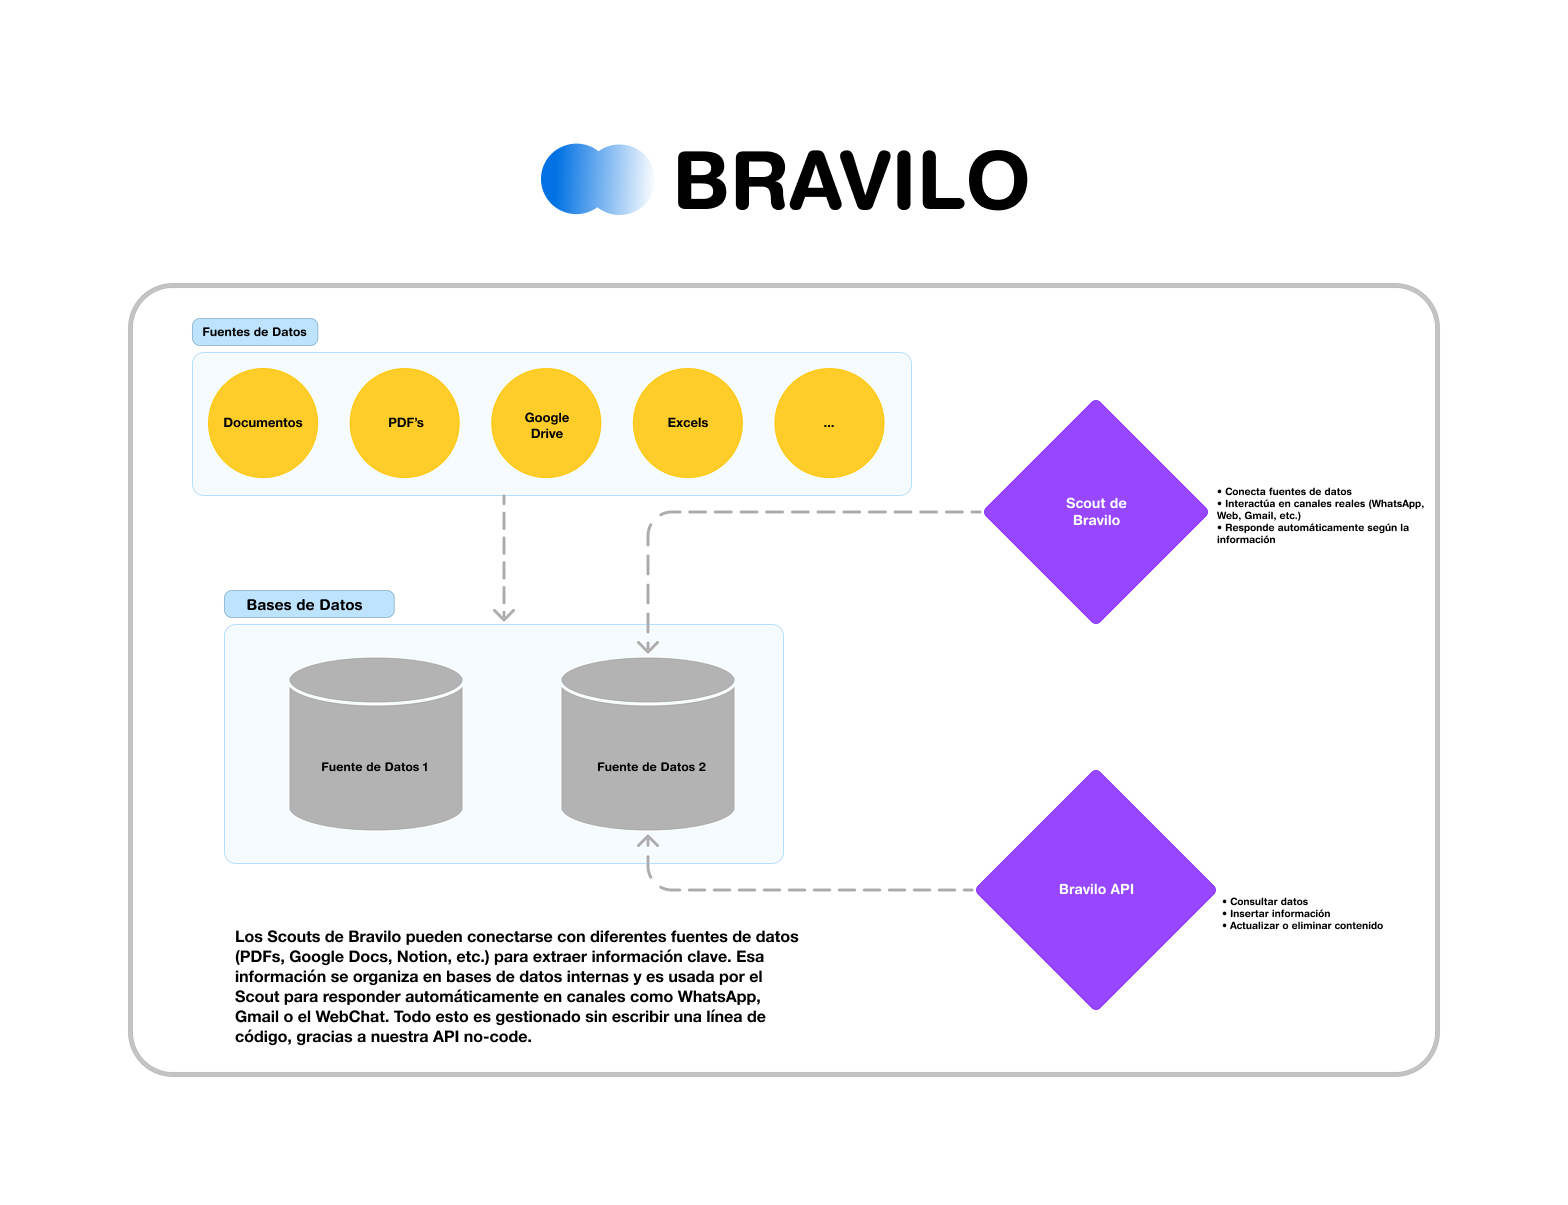 BRAVILO
Fuentes de Datos
Documentos
PDF's
Google
Drive
Excels
...
Scout de
Bravilo
• Conecta fuentes de datos
• Interactúa en canales reales (WhatsApp,
Web, Gmail, etc.)
• Responde automáticamente según la
información
Bases de Datos
Fuente de Datos 1
Fuente de Datos 2
Bravilo API
• Consultar datos
• Insertar información
• Actualizar o eliminar contenido
Los Scouts de Bravilo pueden conectarse con diferentes fuentes de datos
(PDFs, Google Docs, Notion, etc.) para extraer información clave. Esa
información se organiza en bases de datos internas y es usada por el
Scout para responder automáticamente en canales como WhatsApp,
Gmail o el WebChat. Todo esto es gestionado sin escribir una línea de
código, gracias a nuestra API no-code.